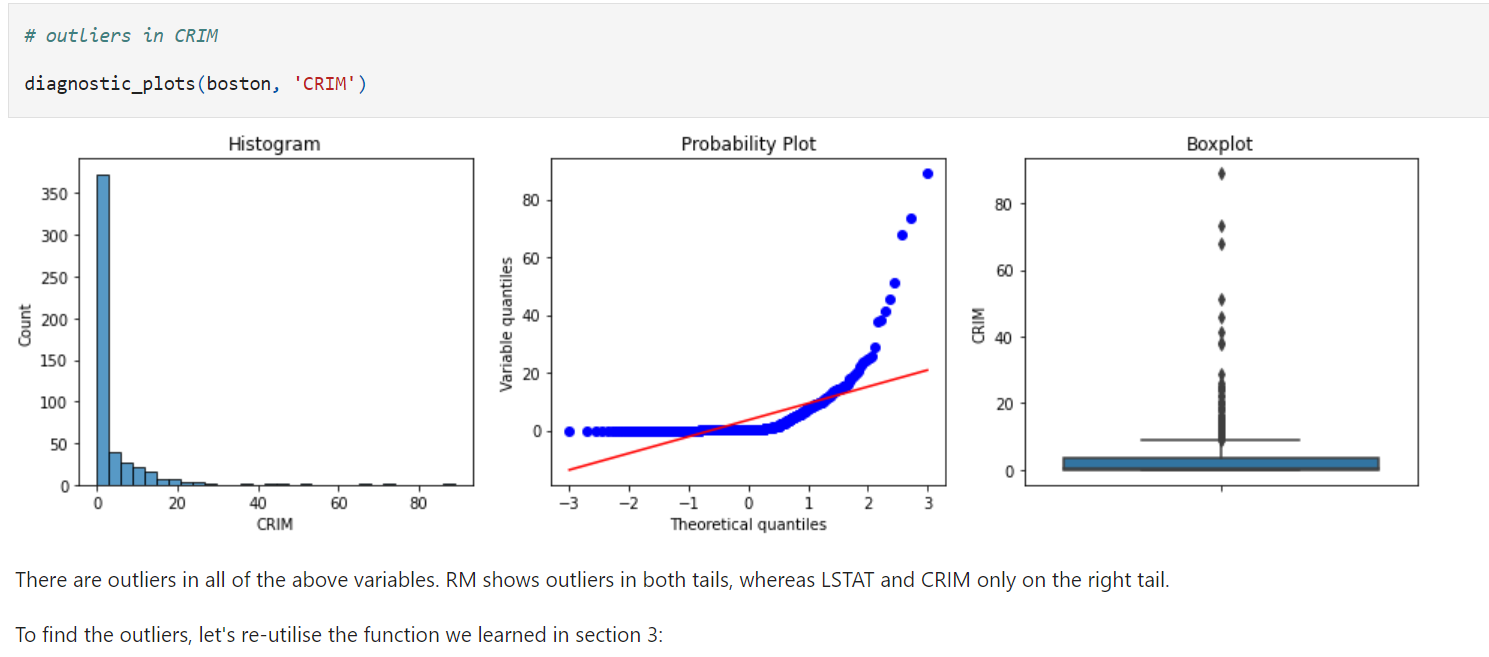 # outliers in CRIM
diagnostic_plots(boston, 'CRIM')
Histogram
Count
350
300
250
200
150
100
50
0
0 20 40 60 80
CRIM
Probability Plot
Variable quantiles
80
60
40
20
0
−3 −2 −1 0 1 2 3
Theoretical quantiles
Boxplot
CRIM
80
60
40
20
0
There are outliers in all of the above variables. RM shows outliers in both tails, whereas LSTAT and CRIM only on the right tail.
To find the outliers, let's re-utilise the function we learned in section 3: